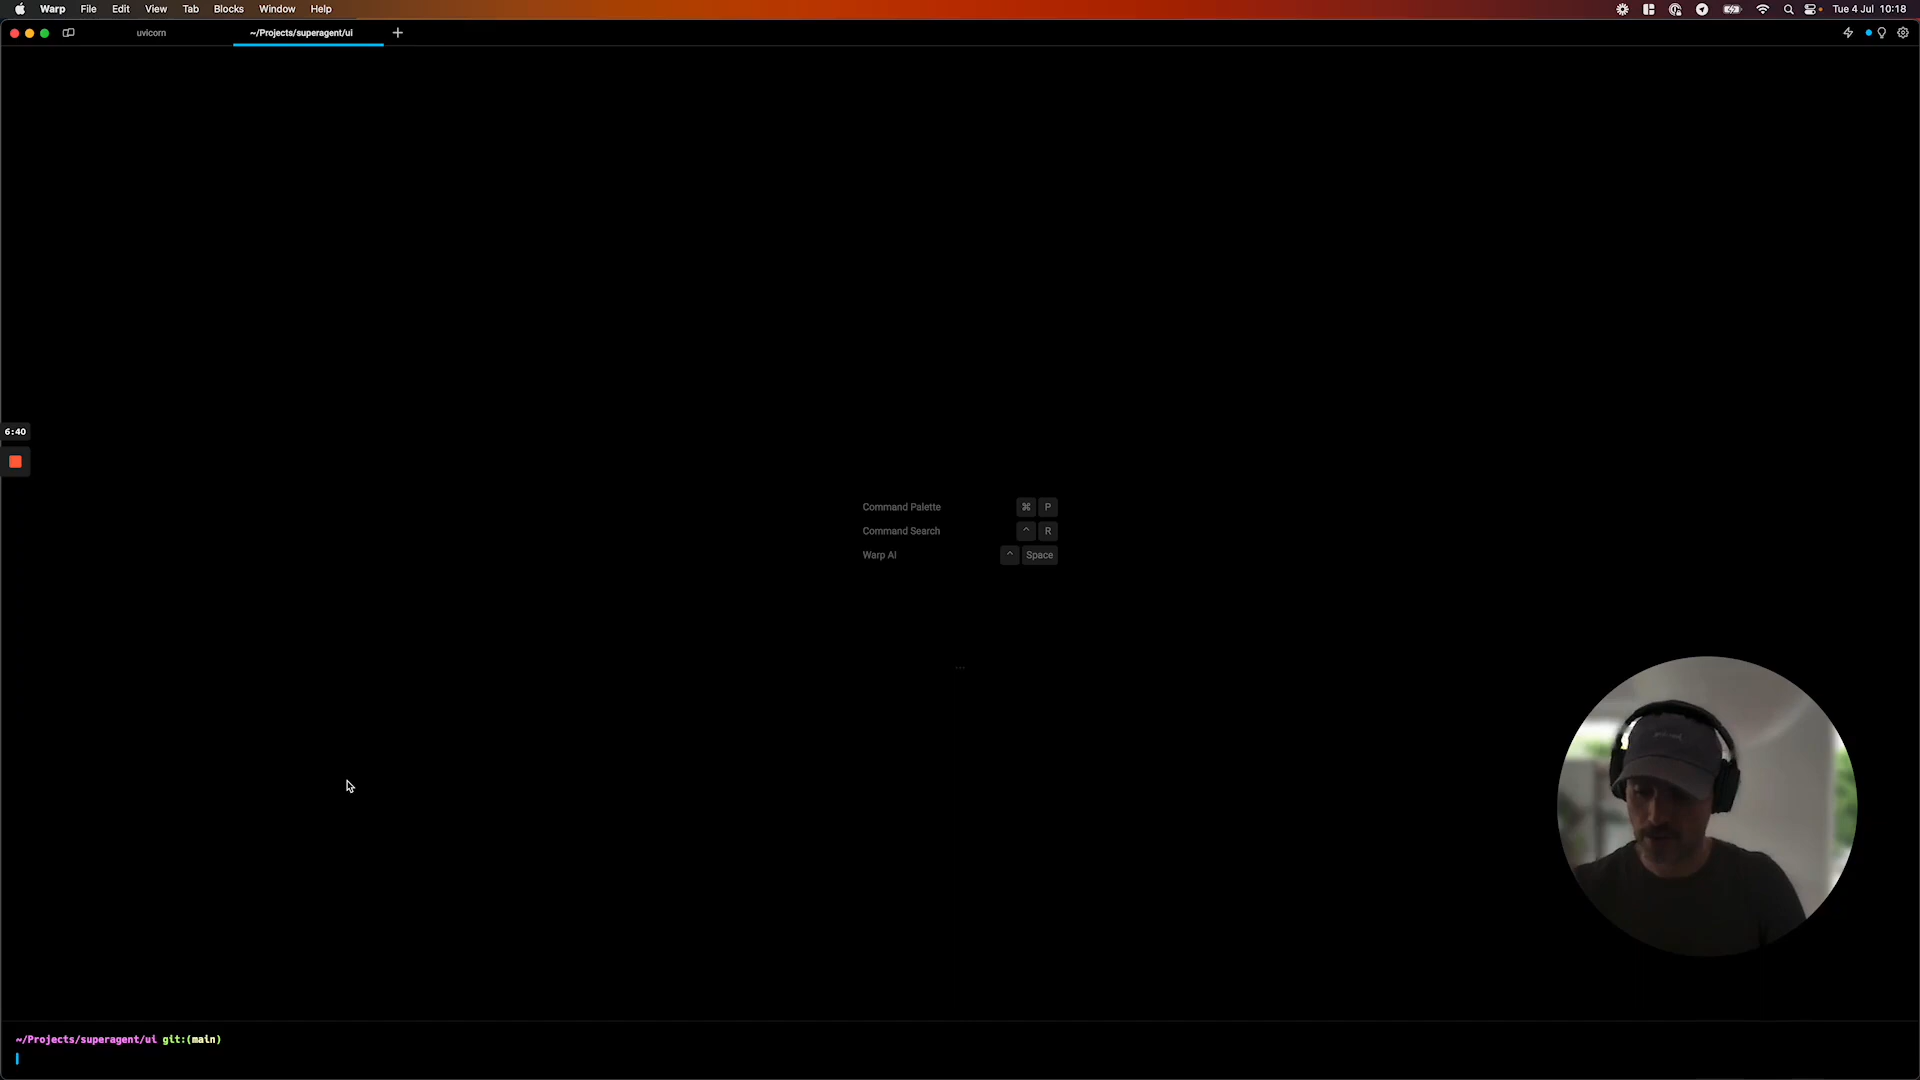 Warp File Edit View Tab Blocks Window Help Tue 4 Jul 10:18
uvicorn ~/Projects/superagent/ui +
6:40
Command Palette ⌘ P
Command Search ^ R
Warp AI ^ Space
~/Projects/superagent/ui git:(main)